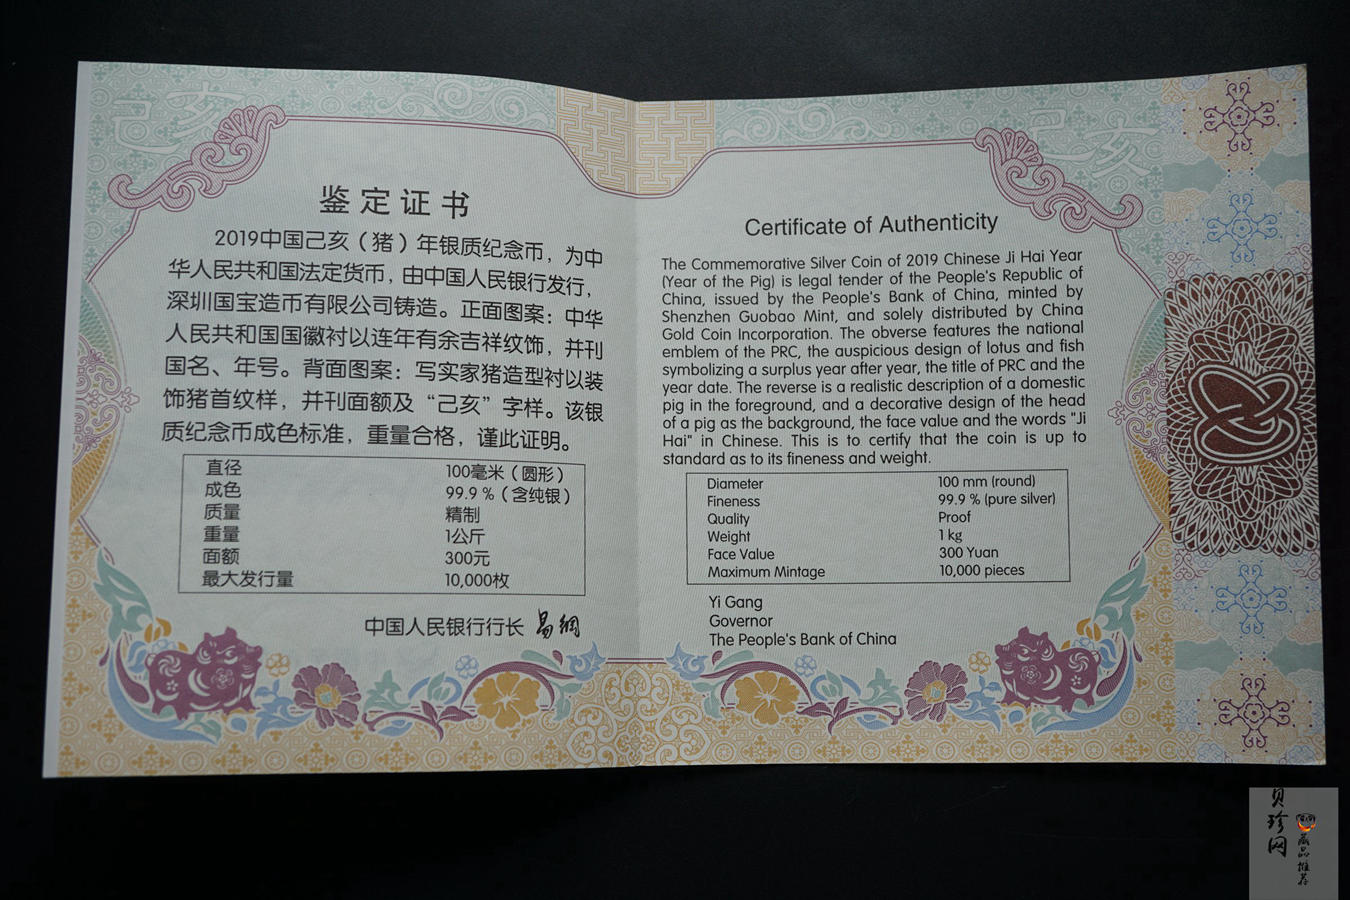 鉴定证书
2019中国己亥（猪）年银质纪念币，为中
华人民共和国法定货币，由中国人民银行发行，
深圳国宝造币有限公司铸造。正面图案：中华
人民共和国国徽衬以连年有余吉祥纹饰，并刊
国名、年号。背面图案：写实家猪造型衬以装
饰猪首纹样，并刊面额及“己亥”字样。该银
质纪念币成色标准，重量合格，谨此证明。
直径 100毫米（圆形）
成色 99.9％（含纯银）
质量 精制
重量 1公斤
面额 300元
最大发行量 10,000枚
中国人民银行行长 易纲
己亥
Certificate of Authenticity
The Commemorative Silver Coin of 2019 Chinese Ji Hai Year
(Year of the Pig) is legal tender of the People's Republic of
China, issued by the People's Bank of China, minted by
Shenzhen Guobao Mint, and solely distributed by China
Gold Coin Incorporation. The obverse features the national
emblem of the PRC, the auspicious design of lotus and fish
symbolizing a surplus year after year, the title of PRC and the
year date. The reverse is a realistic description of a domestic
pig in the foreground, and a decorative design of the head
of a pig as the background, the face value and the words "Ji
Hai" in Chinese. This is to certify that the coin is up to
standard as to its fineness and weight.
Diameter 100 mm (round)
Fineness 99.9 % (pure silver)
Quality Proof
Weight 1 kg
Face Value 300 Yuan
Maximum Mintage 10,000 pieces
Yi Gang
Governor
The People's Bank of China
己亥
贝珍网
藏品推荐